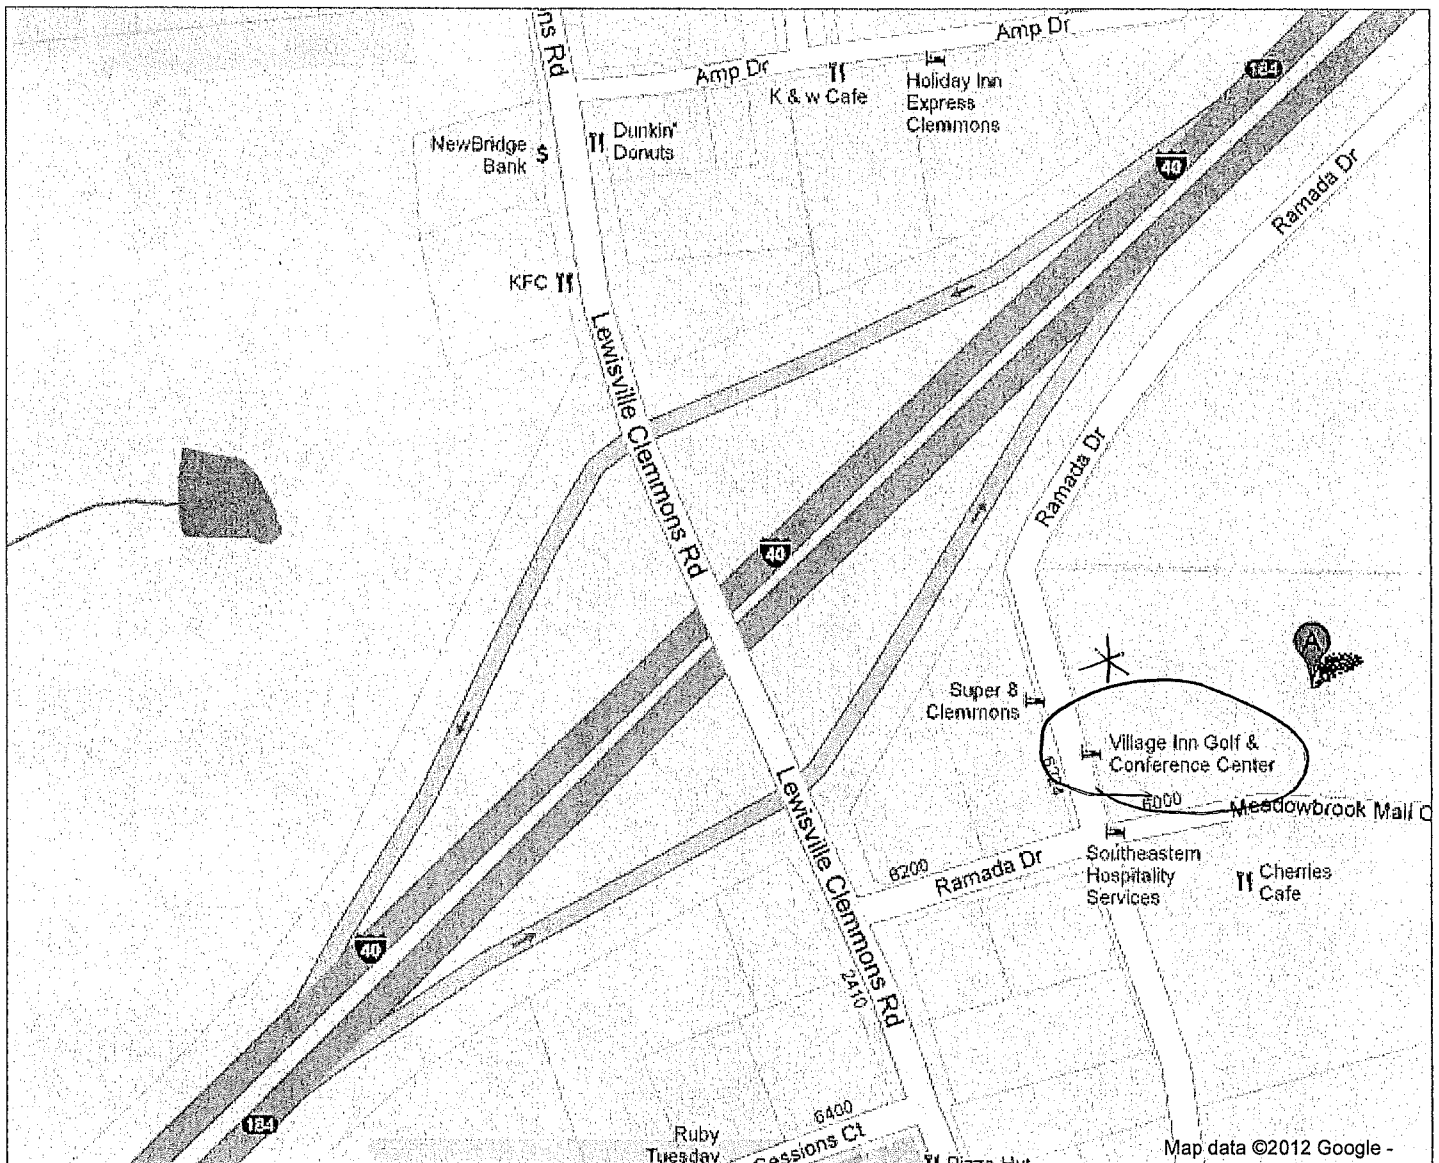 ns Rd
Amp Dr
Amp Dr
184
K & w Cafe
Holiday Inn
Express
Clemmons
NewBridge
Bank
$
Dunkin'
Donuts
40
Ramada Dr
KFC
Lewisville Clemmons Rd
Ramada Dr
40
A
Super 8
Clemmons
Village Inn Golf &
Conference Center
6224
6000
Meadowbrook Mall C
Lewisville Clemmons Rd
6200
Ramada Dr
Southeastern
Hospitality
Services
Cherries
Cafe
40
2410
184
6400
Sessions Ct
Ruby
Tuesday
Pizza Hut
Map data ©2012 Google -